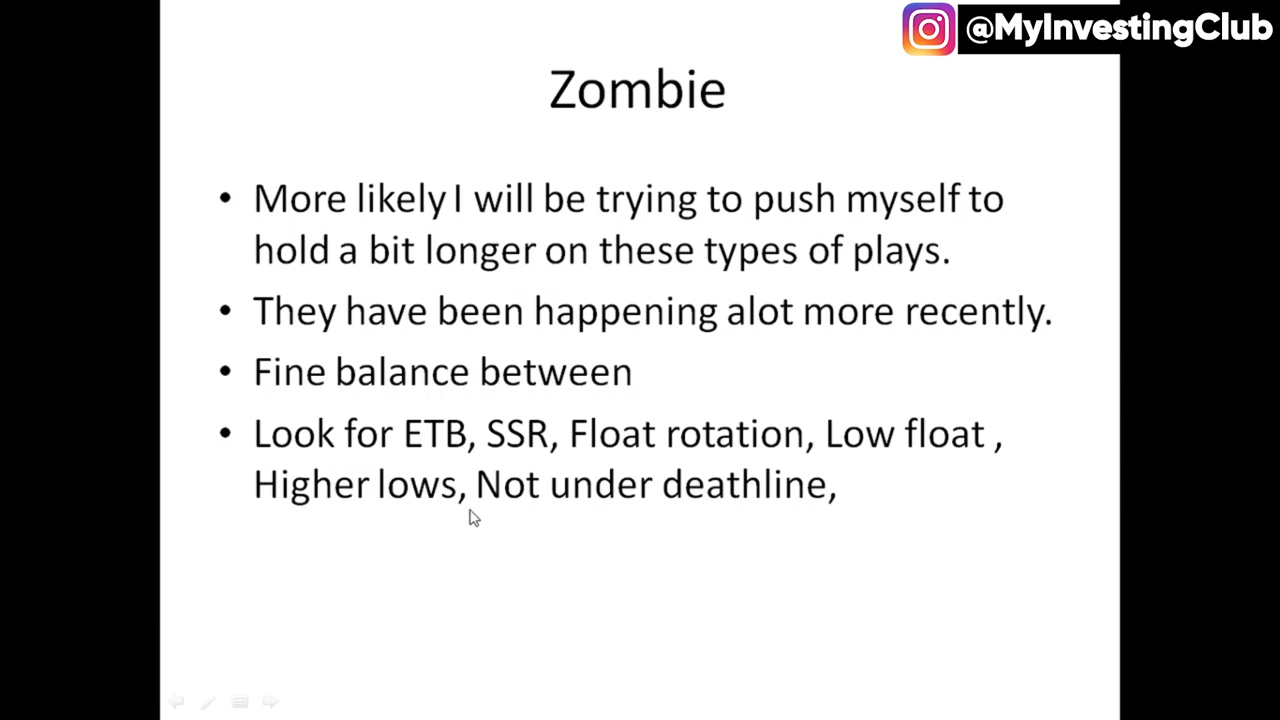 @MyInvestingClub
Zombie
• More likely I will be trying to push myself to
hold a bit longer on these types of plays.
• They have been happening alot more recently.
• Fine balance between
• Look for ETB, SSR, Float rotation, Low float ,
Higher lows, Not under deathline,